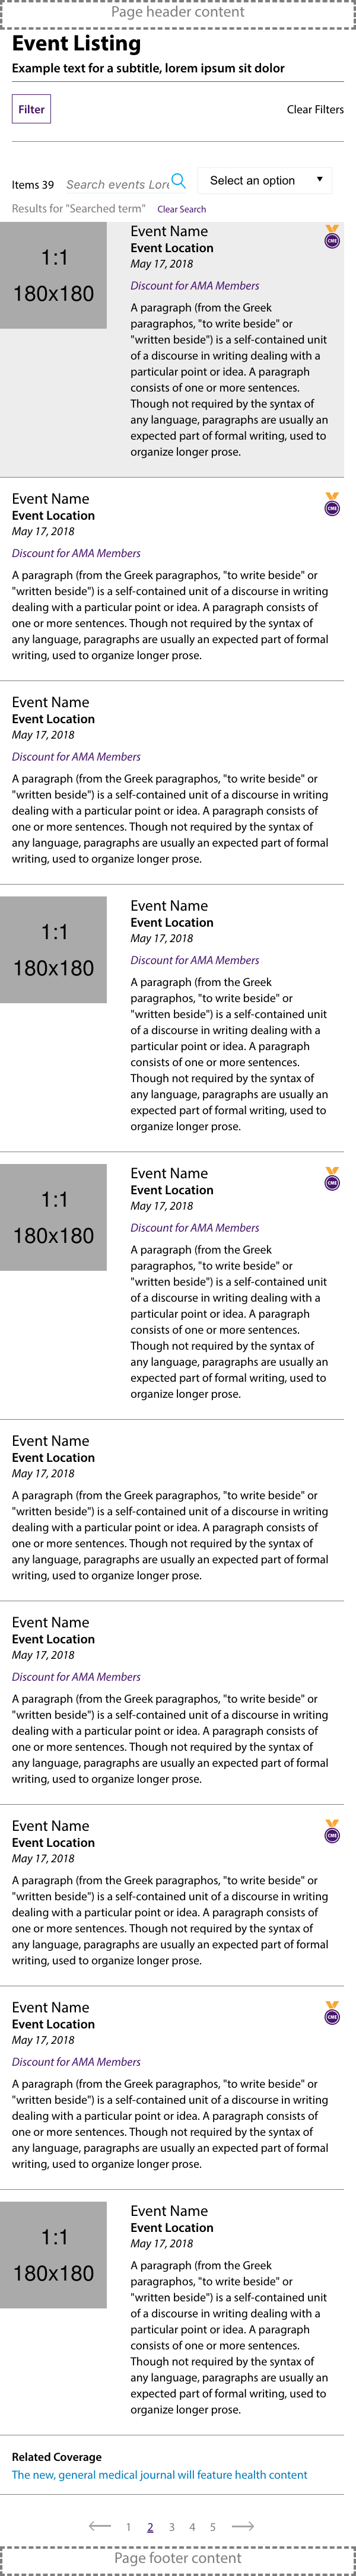 Page header content
Event Listing
Example text for a subtitle, lorem ipsum sit dolor
Filter
Clear Filters
Items 39
Search events Lore
Select an option
Results for "Searched term"
Clear Search
1:1
180x180
Event Name
Event Location
May 17, 2018
Discount for AMA Members
A paragraph (from the Greek
paragraphos, "to write beside" or
"written beside") is a self-contained unit
of a discourse in writing dealing with a
particular point or idea. A paragraph
consists of one or more sentences.
Though not required by the syntax of
any language, paragraphs are usually an
expected part of formal writing, used to
organize longer prose.
CME
Event Name
Event Location
May 17, 2018
Discount for AMA Members
A paragraph (from the Greek paragraphos, "to write beside" or
"written beside") is a self-contained unit of a discourse in writing
dealing with a particular point or idea. A paragraph consists of
one or more sentences. Though not required by the syntax of
any language, paragraphs are usually an expected part of formal
writing, used to organize longer prose.
CME
Event Name
Event Location
May 17, 2018
Discount for AMA Members
A paragraph (from the Greek paragraphos, "to write beside" or
"written beside") is a self-contained unit of a discourse in writing
dealing with a particular point or idea. A paragraph consists of
one or more sentences. Though not required by the syntax of
any language, paragraphs are usually an expected part of formal
writing, used to organize longer prose.
1:1
180x180
Event Name
Event Location
May 17, 2018
Discount for AMA Members
A paragraph (from the Greek
paragraphos, "to write beside" or
"written beside") is a self-contained unit
of a discourse in writing dealing with a
particular point or idea. A paragraph
consists of one or more sentences.
Though not required by the syntax of
any language, paragraphs are usually an
expected part of formal writing, used to
organize longer prose.
1:1
180x180
Event Name
Event Location
May 17, 2018
Discount for AMA Members
A paragraph (from the Greek
paragraphos, "to write beside" or
"written beside") is a self-contained unit
of a discourse in writing dealing with a
particular point or idea. A paragraph
consists of one or more sentences.
Though not required by the syntax of
any language, paragraphs are usually an
expected part of formal writing, used to
organize longer prose.
CME
Event Name
Event Location
May 17, 2018
A paragraph (from the Greek paragraphos, "to write beside" or
"written beside") is a self-contained unit of a discourse in writing
dealing with a particular point or idea. A paragraph consists of
one or more sentences. Though not required by the syntax of
any language, paragraphs are usually an expected part of formal
writing, used to organize longer prose.
Event Name
Event Location
May 17, 2018
Discount for AMA Members
A paragraph (from the Greek paragraphos, "to write beside" or
"written beside") is a self-contained unit of a discourse in writing
dealing with a particular point or idea. A paragraph consists of
one or more sentences. Though not required by the syntax of
any language, paragraphs are usually an expected part of formal
writing, used to organize longer prose.
Event Name
Event Location
May 17, 2018
A paragraph (from the Greek paragraphos, "to write beside" or
"written beside") is a self-contained unit of a discourse in writing
dealing with a particular point or idea. A paragraph consists of
one or more sentences. Though not required by the syntax of
any language, paragraphs are usually an expected part of formal
writing, used to organize longer prose.
CME
Event Name
Event Location
May 17, 2018
Discount for AMA Members
A paragraph (from the Greek paragraphos, "to write beside" or
"written beside") is a self-contained unit of a discourse in writing
dealing with a particular point or idea. A paragraph consists of
one or more sentences. Though not required by the syntax of
any language, paragraphs are usually an expected part of formal
writing, used to organize longer prose.
CME
1:1
180x180
Event Name
Event Location
May 17, 2018
A paragraph (from the Greek
paragraphos, "to write beside" or
"written beside") is a self-contained unit
of a discourse in writing dealing with a
particular point or idea. A paragraph
consists of one or more sentences.
Though not required by the syntax of
any language, paragraphs are usually an
expected part of formal writing, used to
organize longer prose.
Related Coverage
The new, general medical journal will feature health content
1 2 3 4 5
Page footer content